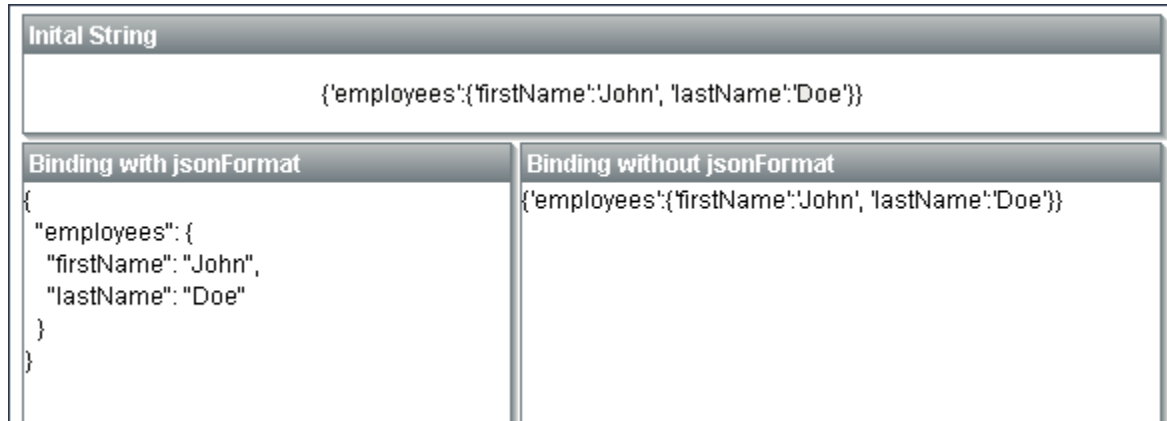 Inital String
{'employees':{'firstName':'John', 'lastName':'Doe'}}
Binding with jsonFormat
{
  "employees": {
    "firstName": "John",
    "lastName": "Doe"
  }
}
Binding without jsonFormat
{'employees':{'firstName':'John', 'lastName':'Doe'}}